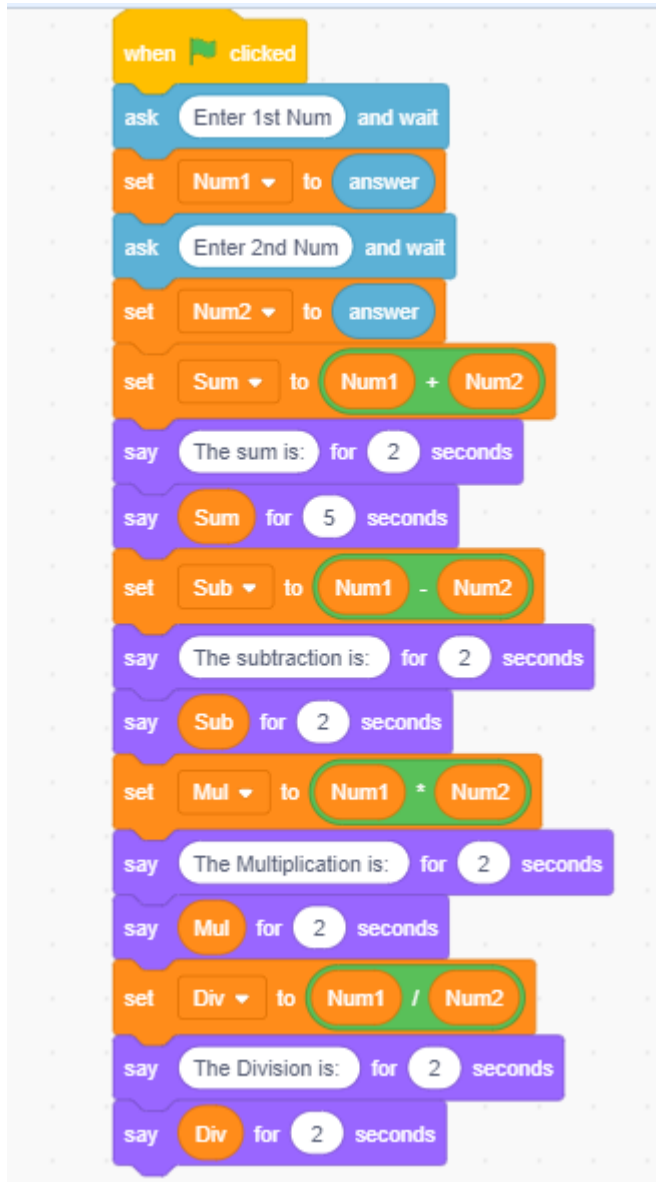 when clicked
ask Enter 1st Num and wait
set Num1 to answer
ask Enter 2nd Num and wait
set Num2 to answer
set Sum to Num1 + Num2
say The sum is: for 2 seconds
say Sum for 5 seconds
set Sub to Num1 - Num2
say The subtraction is: for 2 seconds
say Sub for 2 seconds
set Mul to Num1 * Num2
say The Multiplication is: for 2 seconds
say Mul for 2 seconds
set Div to Num1 / Num2
say The Division is: for 2 seconds
say Div for 2 seconds